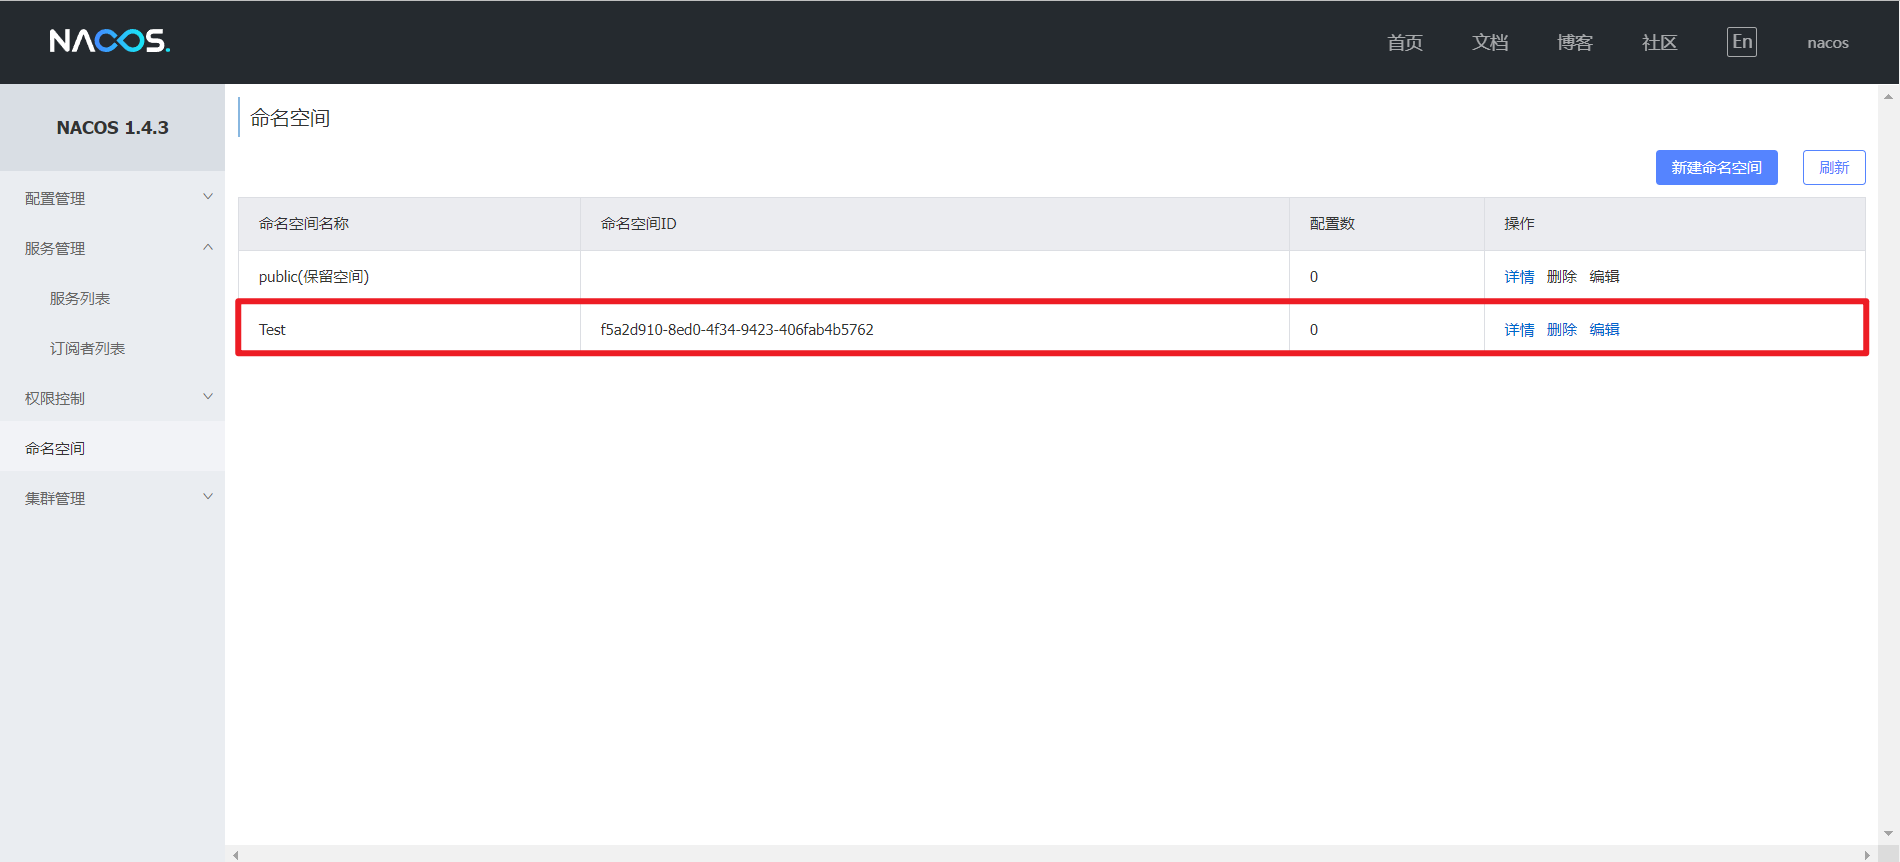 NACOS.
首页 文档 博客 社区 En nacos
NACOS 1.4.3
配置管理
服务管理
服务列表
订阅者列表
权限控制
命名空间
集群管理
命名空间
新建命名空间 刷新
命名空间名称 命名空间ID 配置数 操作
public(保留空间) 0 详情 删除 编辑
Test f5a2d910-8ed0-4f34-9423-406fab4b5762 0 详情 删除 编辑